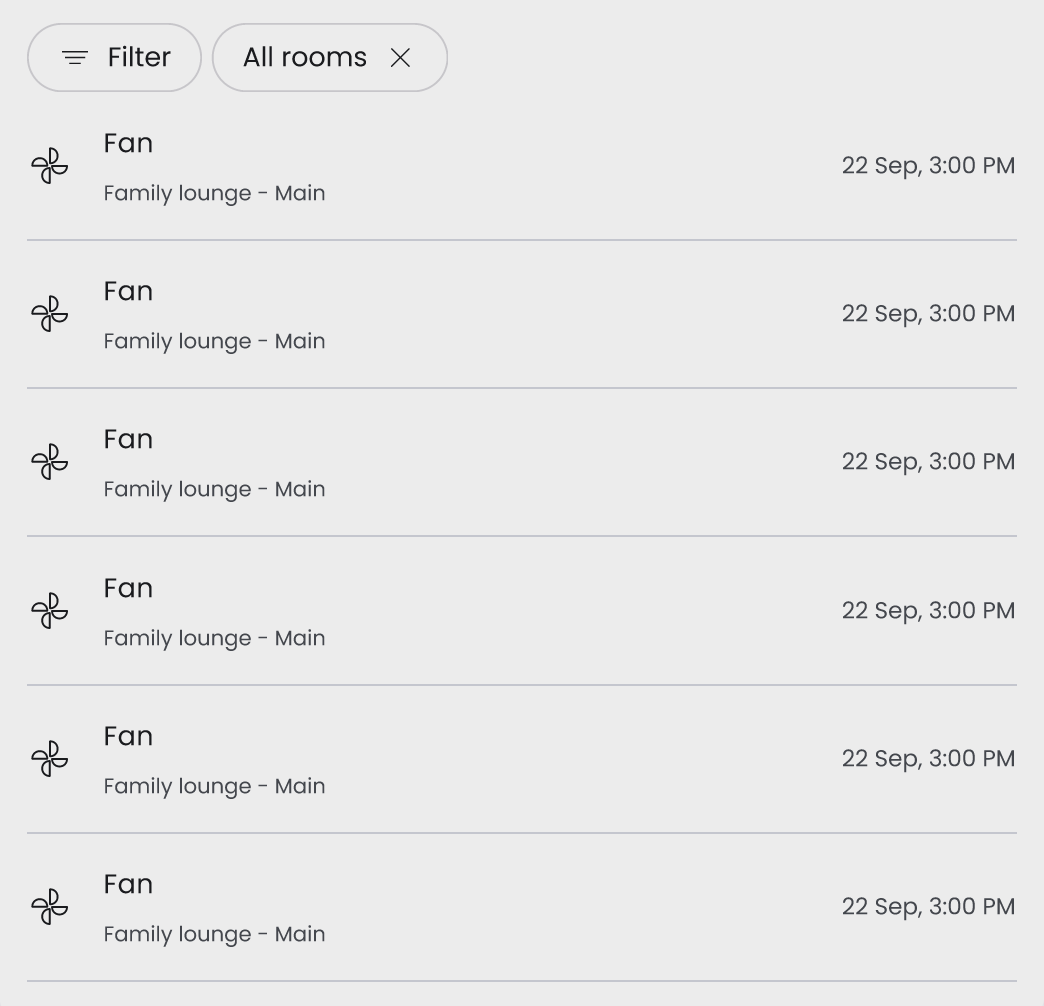 Filter
All rooms
Fan
Family lounge - Main
22 Sep, 3:00 PM
Fan
Family lounge - Main
22 Sep, 3:00 PM
Fan
Family lounge - Main
22 Sep, 3:00 PM
Fan
Family lounge - Main
22 Sep, 3:00 PM
Fan
Family lounge - Main
22 Sep, 3:00 PM
Fan
Family lounge - Main
22 Sep, 3:00 PM